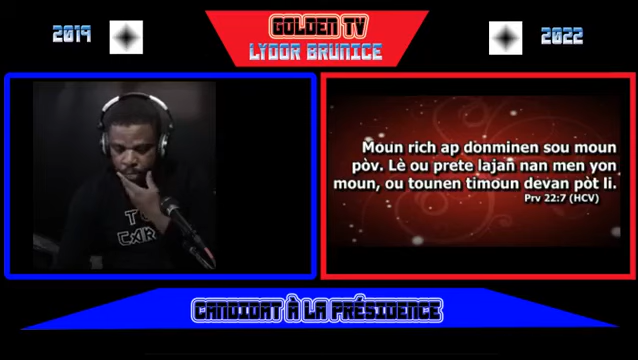 2019
GOLDEN TV
LYDOR BRUNICE
2022
Moun rich ap donminen sou moun
pòv. Lè ou prete lajan nan men yon
moun, ou tounen timoun devan pòt li.
Prv 22:7 (HCV)
CANDIDAT À LA PRÉSIDENCE